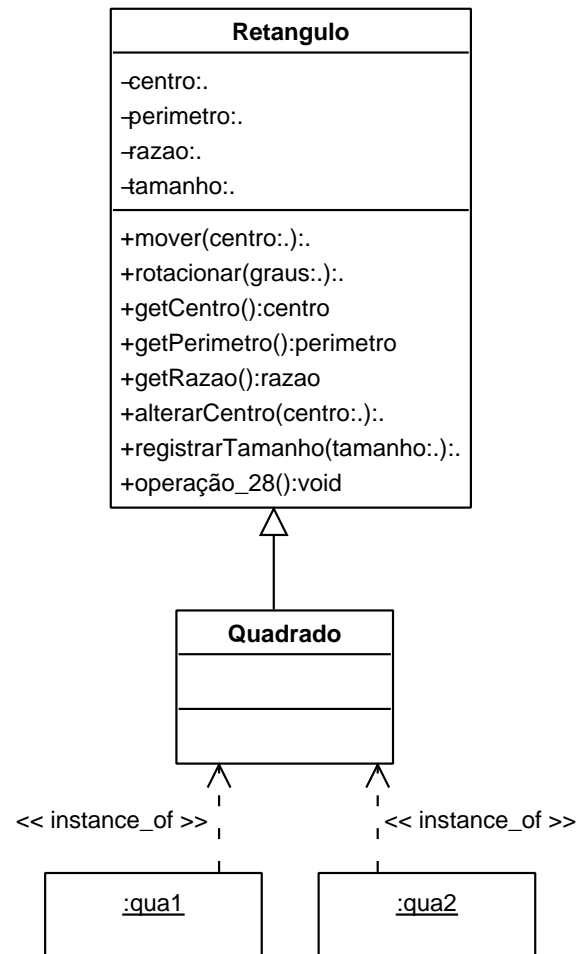 Retangulo
-centro:.
-perimetro:.
-razao:.
-tamanho:.
+mover(centro:.):.
+rotacionar(graus:.):.
+getCentro():centro
+getPerimetro():perimetro
+getRazao():razao
+alterarCentro(centro:.):.
+registrarTamanho(tamanho:.):.
+operação_28():void
Quadrado
<< instance_of >>
<< instance_of >>
:qua1
:qua2